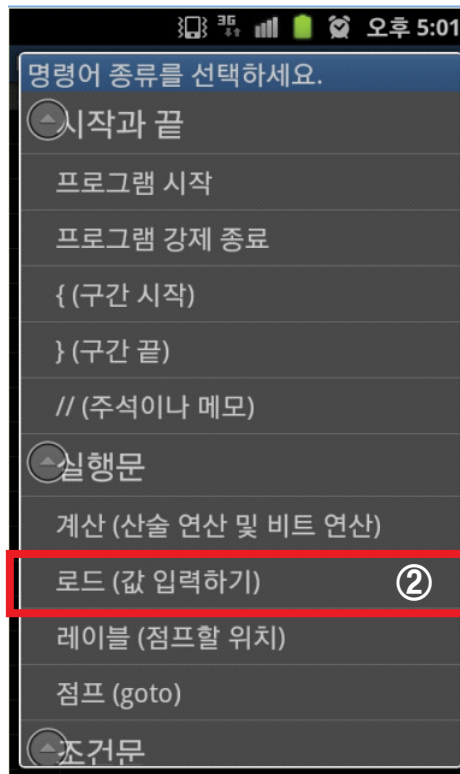 3G 오후 5:01
명령어 종류를 선택하세요.
시작과 끝
프로그램 시작
프로그램 강제 종료
{ (구간 시작)
} (구간 끝)
// (주석이나 메모)
실행문
계산 (산술 연산 및 비트 연산)
로드 (값 입력하기) ②
레이블 (점프할 위치)
점프 (goto)
조건문